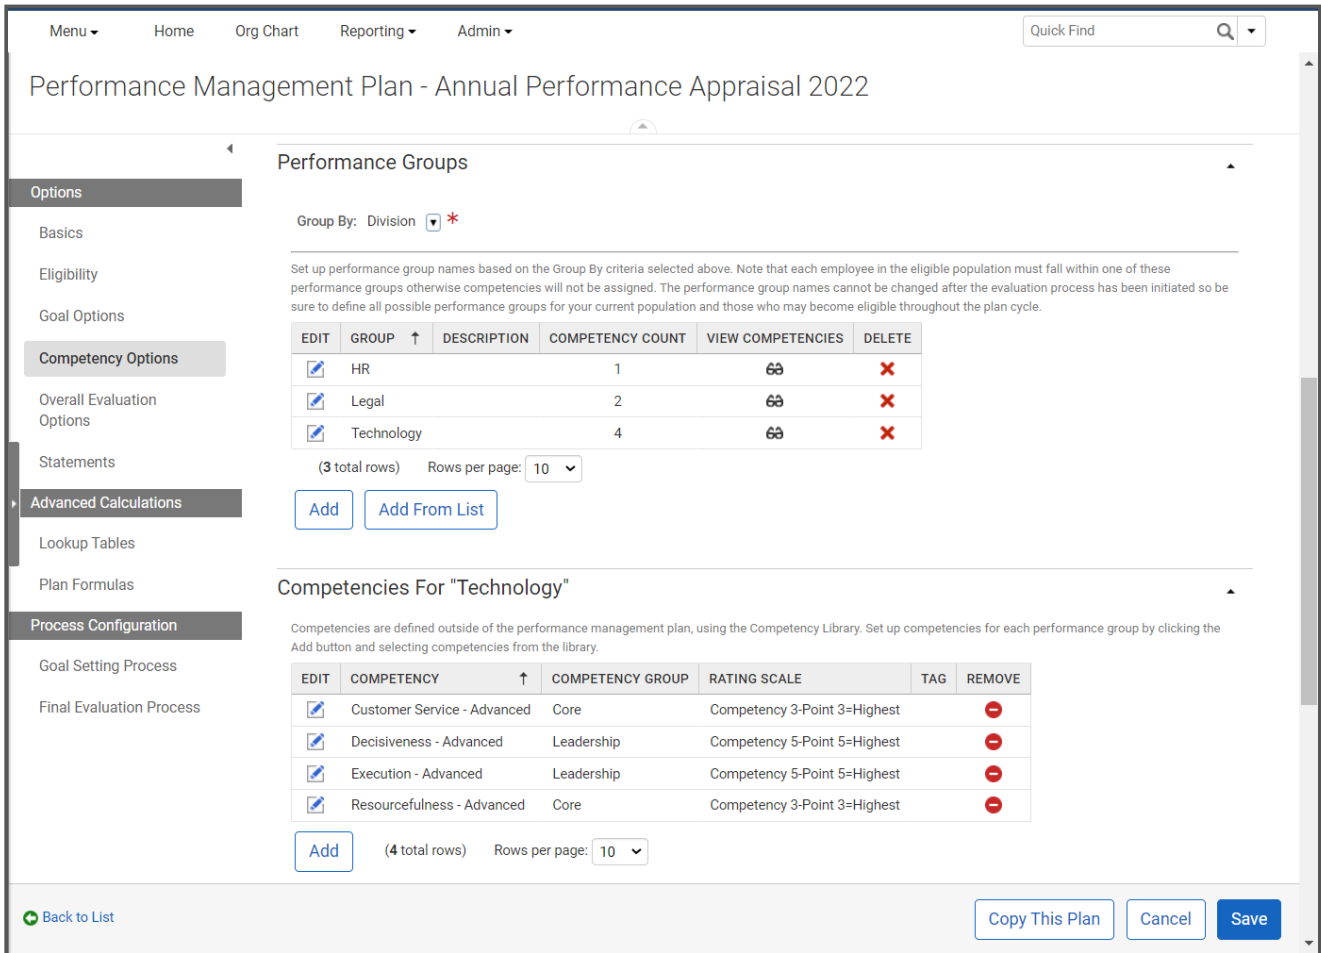 Menu Home Org Chart Reporting Admin Quick Find
Performance Management Plan - Annual Performance Appraisal 2022
Options
Basics
Eligibility
Goal Options
Competency Options
Overall Evaluation
Options
Statements
Advanced Calculations
Lookup Tables
Plan Formulas
Process Configuration
Goal Setting Process
Final Evaluation Process
Performance Groups
Group By: Division *
Set up performance group names based on the Group By criteria selected above. Note that each employee in the eligible population must fall within one of these
performance groups otherwise competencies will not be assigned. The performance group names cannot be changed after the evaluation process has been initiated so be
sure to define all possible performance groups for your current population and those who may become eligible throughout the plan cycle.
EDIT GROUP ↑ DESCRIPTION COMPETENCY COUNT VIEW COMPETENCIES DELETE
HR 1
Legal 2
Technology 4
(3 total rows) Rows per page: 10
Add Add From List
Competencies For "Technology"
Competencies are defined outside of the performance management plan, using the Competency Library. Set up competencies for each performance group by clicking the
Add button and selecting competencies from the library.
EDIT COMPETENCY ↑ COMPETENCY GROUP RATING SCALE TAG REMOVE
Customer Service - Advanced Core Competency 3-Point 3=Highest
Decisiveness - Advanced Leadership Competency 5-Point 5=Highest
Execution - Advanced Leadership Competency 5-Point 5=Highest
Resourcefulness - Advanced Core Competency 3-Point 3=Highest
Add (4 total rows) Rows per page: 10
Back to List Copy This Plan Cancel Save